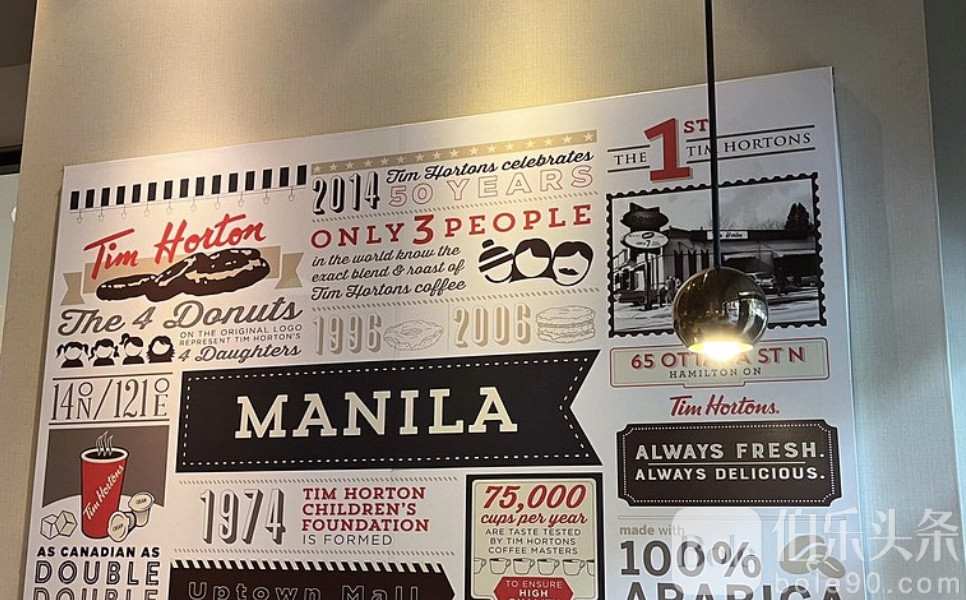 Tim Horton
The 4 Donuts
ON THE ORIGINAL LOGO
REPRESENT TIM HORTON'S
4 Daughters
2014
Tim Hortons celebrates
50 YEARS
ONLY 3 PEOPLE
in the world know the
exact blend & roast of
Tim Hortons coffee
1996
2006
THE 1ST TIM HORTONS
65 OTTAWA ST N
HAMILTON ON
Tim Hortons.
ALWAYS FRESH.
ALWAYS DELICIOUS.
14°N/121°E
MANILA
Tim Hortons
CREAM
CREAM
AS CANADIAN AS
DOUBLE
DOUBLE
1974
TIM HORTON
CHILDREN'S
FOUNDATION
IS FORMED
Uptown Mall
75,000
cups per year
ARE TASTE TESTED
BY TIM HORTONS
COFFEE MASTERS
TO ENSURE
HIGH
made with
100%
ARABICA
伯乐头条
bole90.com